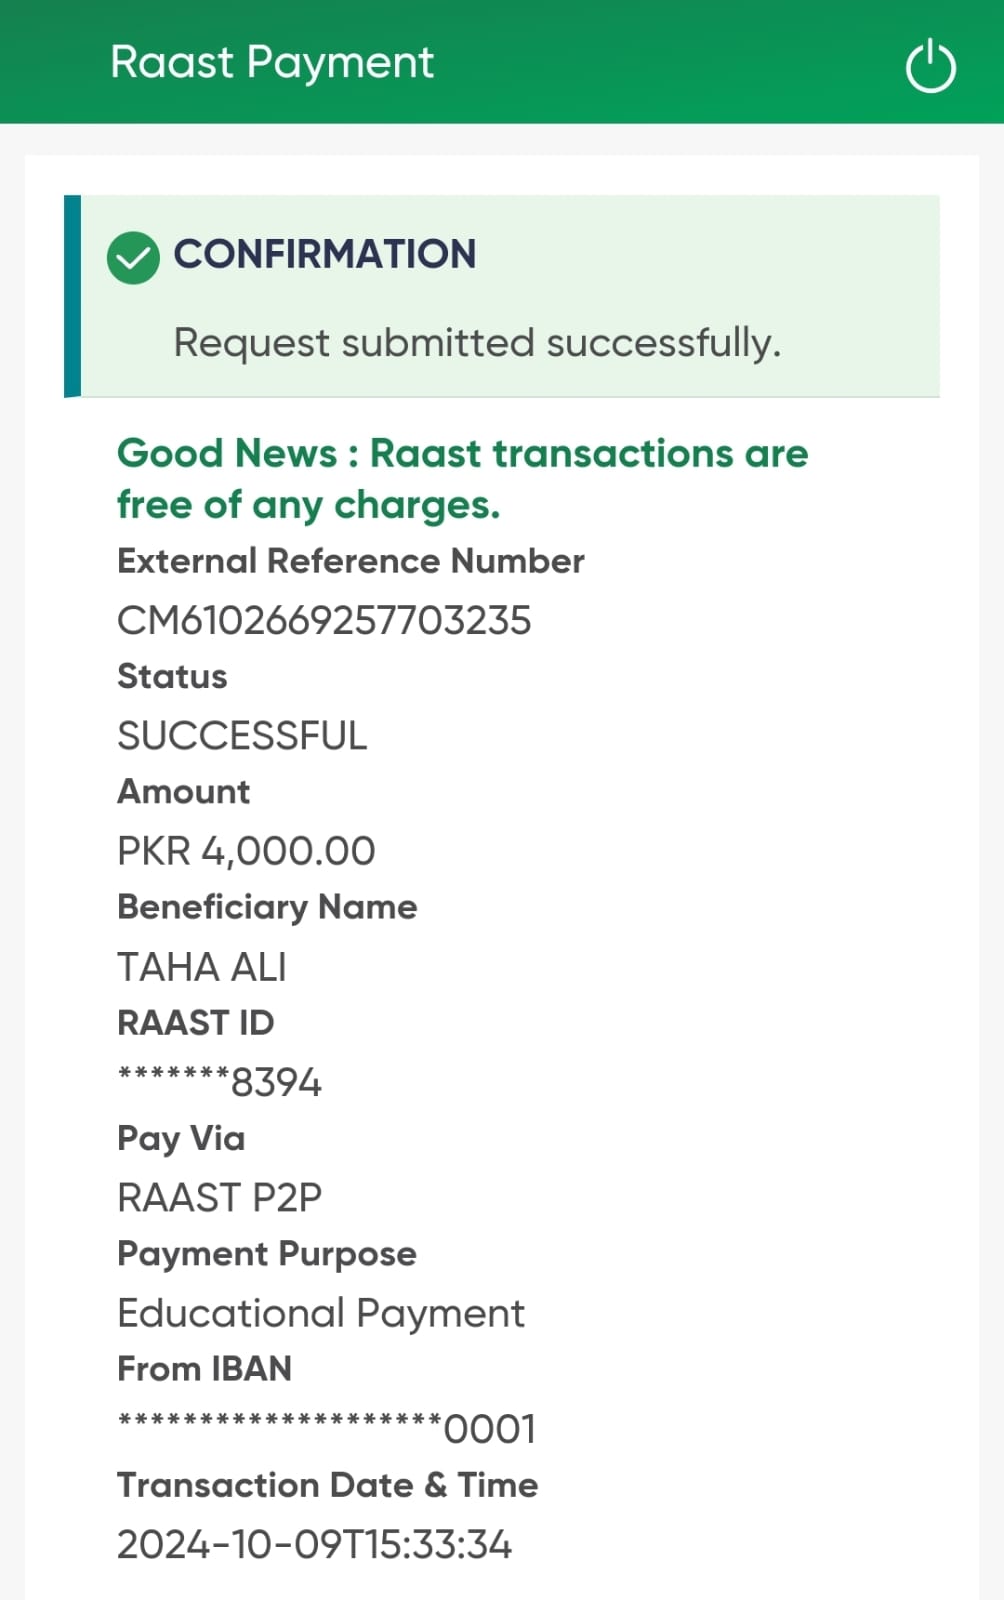 Raast Payment
CONFIRMATION
Request submitted successfully.
Good News : Raast transactions are
free of any charges.
External Reference Number
CM6102669257703235
Status
SUCCESSFUL
Amount
PKR 4,000.00
Beneficiary Name
TAHA ALI
RAAST ID
*******8394
Pay Via
RAAST P2P
Payment Purpose
Educational Payment
From IBAN
********************0001
Transaction Date & Time
2024-10-09T15:33:34